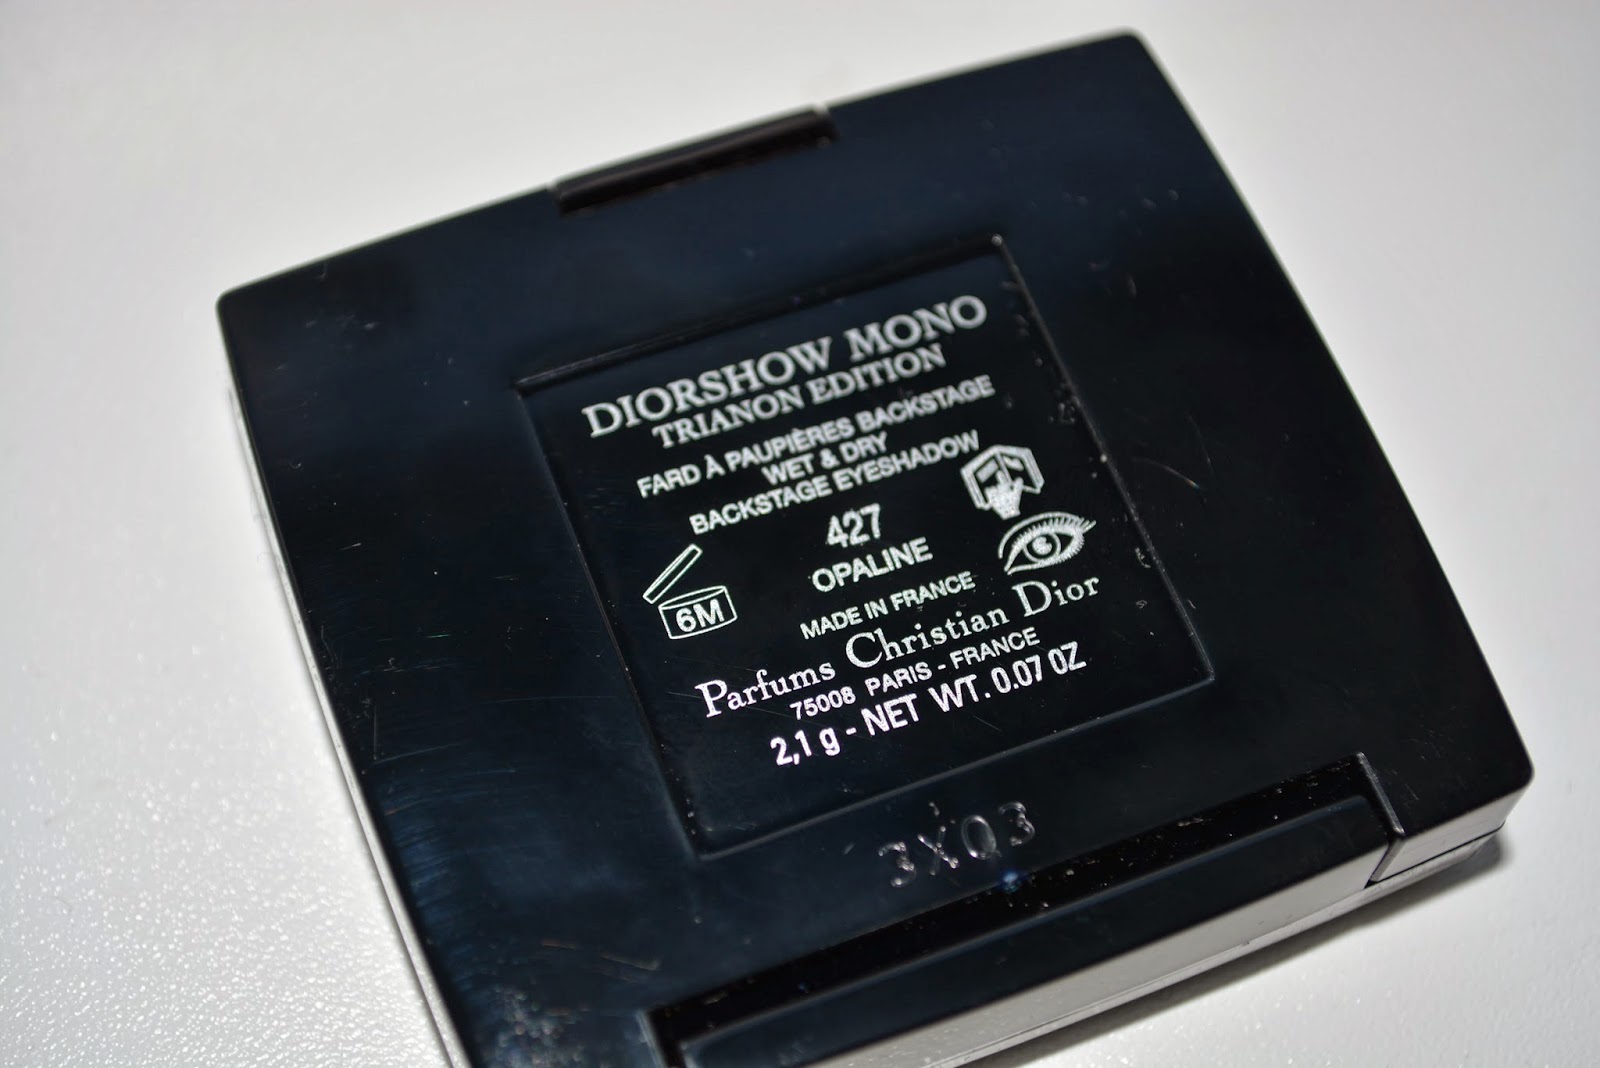 DIORSHOW MONO
TRIANON EDITION
FARD À PAUPIÈRES BACKSTAGE
WET & DRY
BACKSTAGE EYESHADOW
427
OPALINE
6M
MADE IN FRANCE
Parfums Christian Dior
75008 PARIS - FRANCE
2,1 g - NET WT. 0.07 OZ
3X03